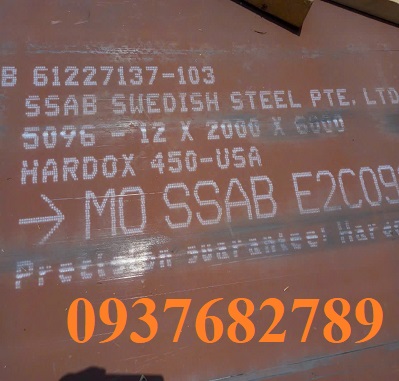 B 61227137-103
SSAB SWEDISH STEEL PTE. LTD
5096 - 12 X 2000 X 6000
HARDOX 450-USA
→ MO SSAB E2C09
Precision guarantee: Hard
0937682789